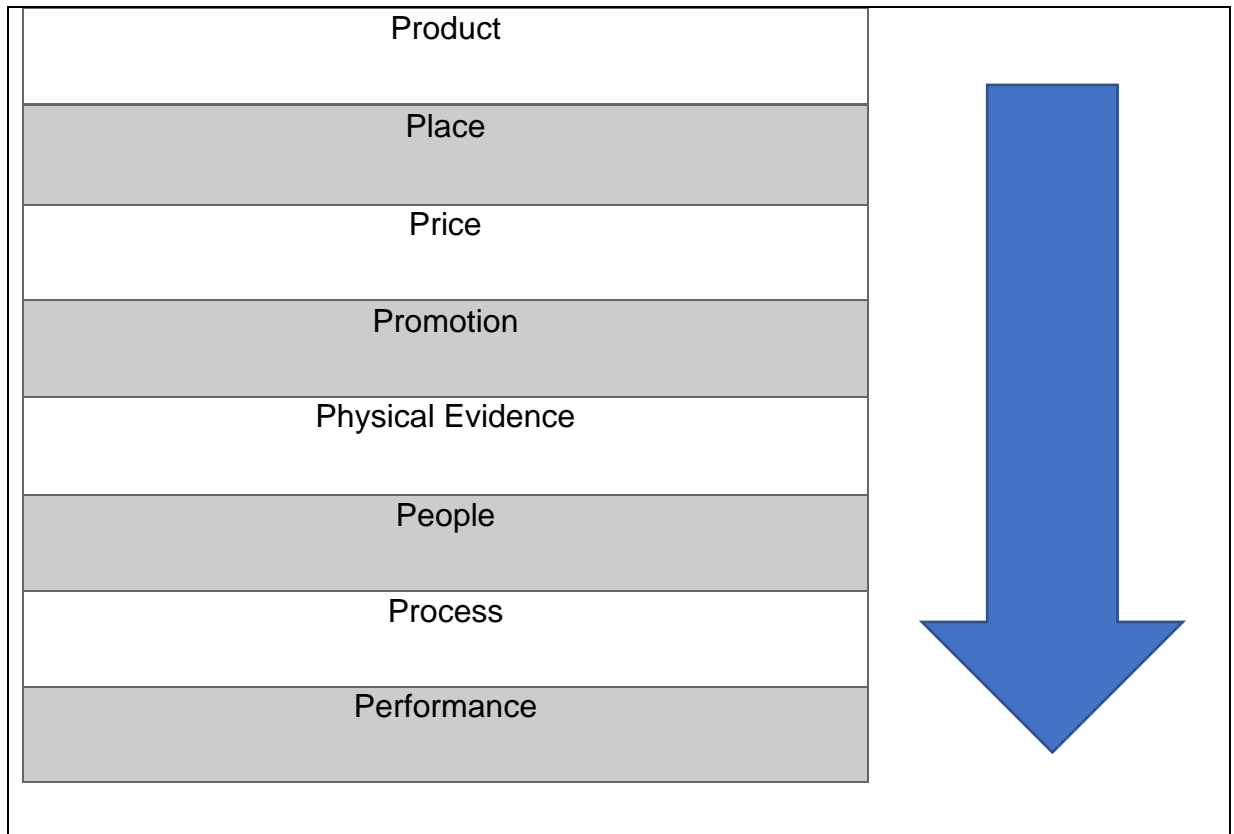 Product
Place
Price
Promotion
Physical Evidence
People
Process
Performance